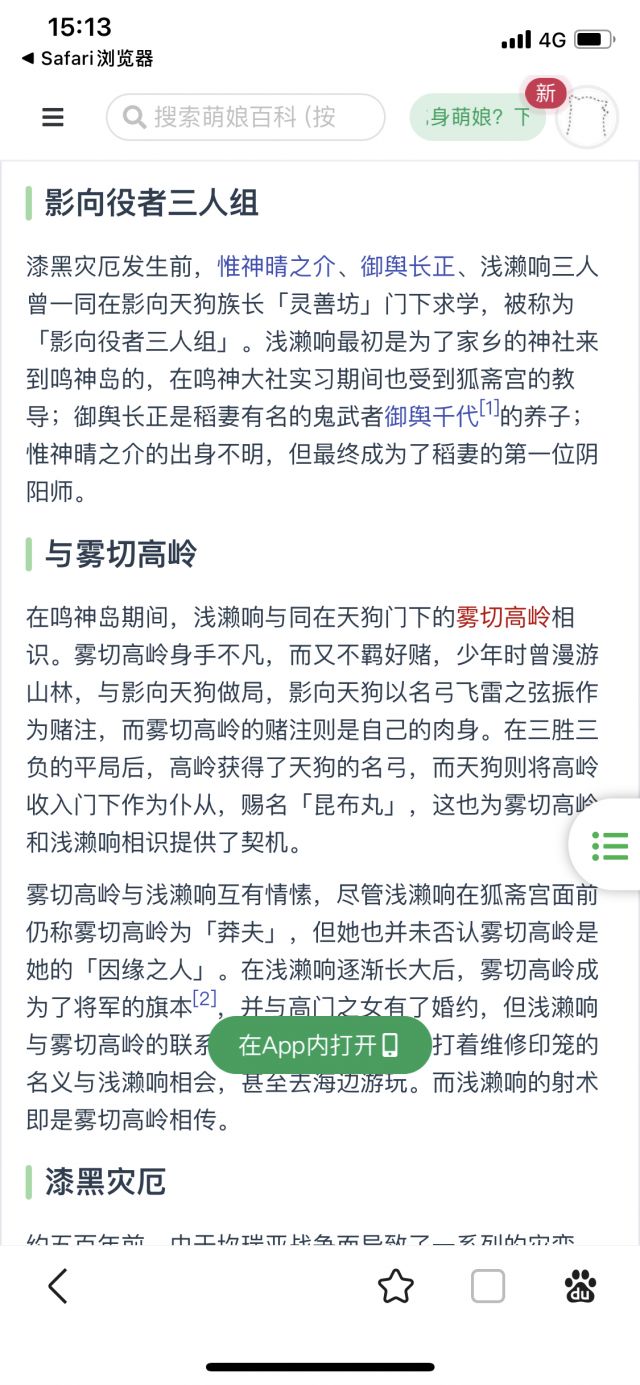 15:13
4G
◀ Safari浏览器
搜索萌娘百科 (按
身萌娘？下
新
影向役者三人组
漆黑灾厄发生前，惟神晴之介、御舆长正、浅濑响三人
曾一同在影向天狗族长「灵善坊」门下求学，被称为
「影向役者三人组」。浅濑响最初是为了家乡的神社来
到鸣神岛的，在鸣神大社实习期间也受到狐斋宫的教
导；御舆长正是稻妻有名的鬼武者御舆千代[1]的养子；
惟神晴之介的出身不明，但最终成为了稻妻的第一位阴
阳师。
与雾切高岭
在鸣神岛期间，浅濑响与同在天狗门下的雾切高岭相
识。雾切高岭身手不凡，而又不羁好赌，少年时曾漫游
山林，与影向天狗做局，影向天狗以名弓飞雷之弦振作
为赌注，而雾切高岭的赌注则是自己的肉身。在三胜三
负的平局后，高岭获得了天狗的名弓，而天狗则将高岭
收入门下作为仆从，赐名「昆布丸」，这也为雾切高岭
和浅濑响相识提供了契机。
雾切高岭与浅濑响互有情愫，尽管浅濑响在狐斋宫面前
仍称雾切高岭为「莽夫」，但她也并未否认雾切高岭是
她的「因缘之人」。在浅濑响逐渐长大后，雾切高岭成
为了将军的旗本[2]，并与高门之女有了婚约，但浅濑响
与雾切高岭的联系
在App内打开
打着维修印笼的
名义与浅濑响相会，甚至去海边游玩。而浅濑响的射术
即是雾切高岭相传。
漆黑灾厄
约五百年前，由于坎瑞亚战争而导致了一系列的灾变
du